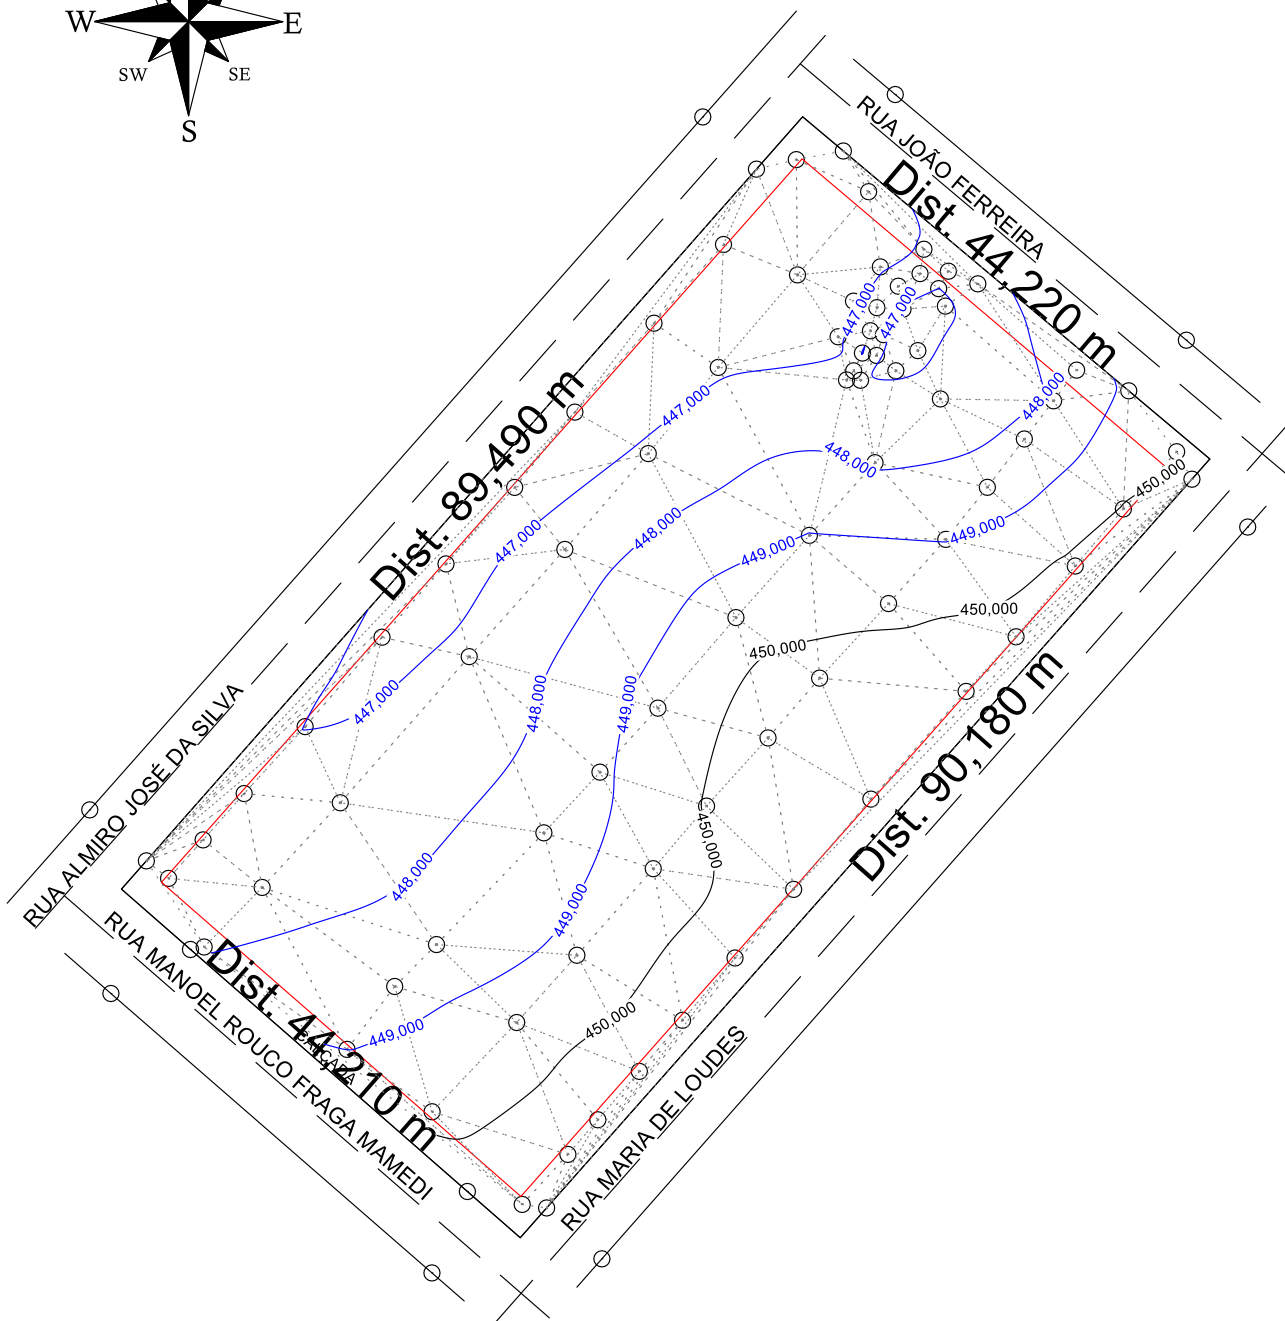 W
E
SW
SE
S
RUA JOÃO FERREIRA
Dist. 44,220 m
447,000
447,000
448,000
447,000
Dist. 89,490 m
448,000
450,000
448,000
447,000
449,000
449,000
450,000
450,000
447,000
448,000
449,000
Dist. 90,180 m
RUA ALMIRO JOSÉ DA SILVA
450,000
448,000
449,000
Dist. 44,210 m
RUA MANOEL ROUCO FRAGA MAMEDI
449,000
450,000
CALÇADA
RUA MARIA DE LOUDES